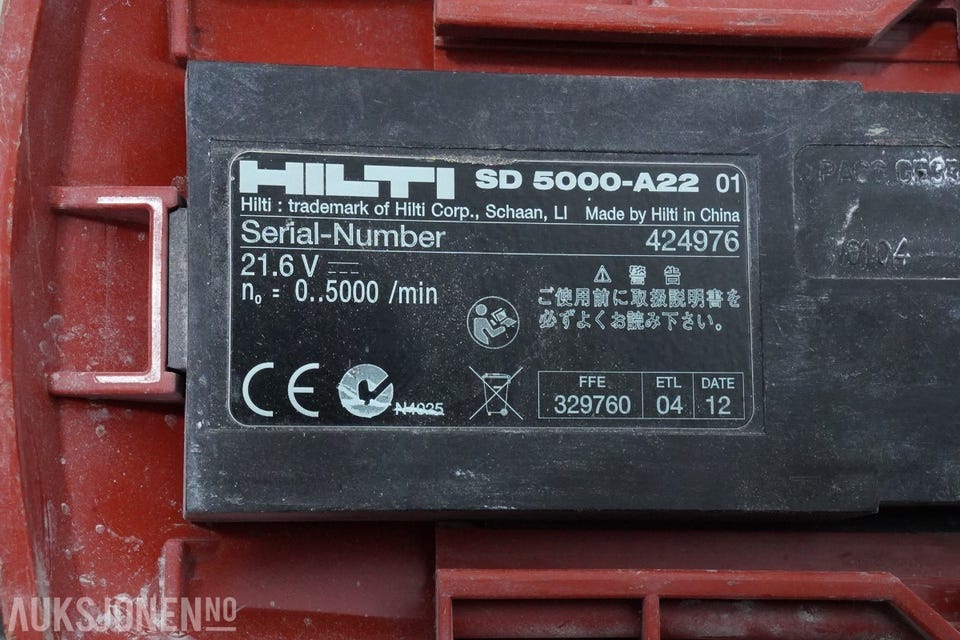 HILTI SD 5000-A22 01
Hilti : trademark of Hilti Corp., Schaan, LI Made by Hilti in China
Serial-Number 424976
21.6 V
n₀ = 0..5000 /min
⚠ 警告
ご使用前に取扱説明書を
必ずよくお読み下さい。
CE N4025
FFE ETL DATE
329760 04 12
AUKSJONEN.NO